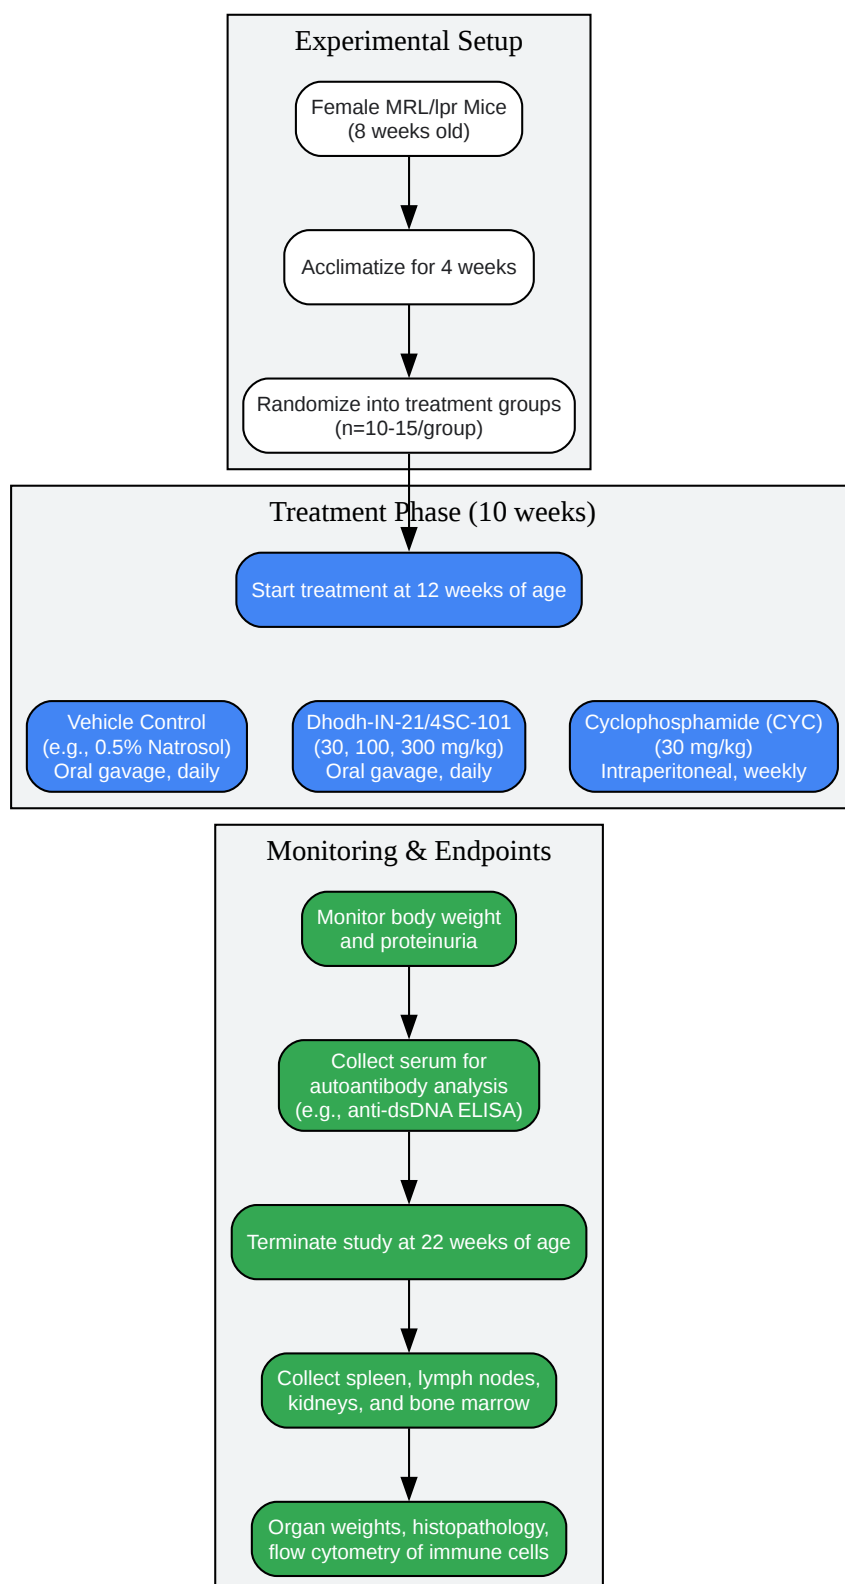 Experimental Setup
Female MRL/lpr Mice
(8 weeks old)
Acclimatize for 4 weeks
Randomize into treatment groups
(n=10-15/group)
Treatment Phase (10 weeks)
Start treatment at 12 weeks of age
Vehicle Control
(e.g., 0.5% Natrosol)
Oral gavage, daily
Dhodh-IN-21/4SC-101
(30, 100, 300 mg/kg)
Oral gavage, daily
Cyclophosphamide (CYC)
(30 mg/kg)
Intraperitoneal, weekly
Monitoring & Endpoints
Monitor body weight
and proteinuria
Collect serum for
autoantibody analysis
(e.g., anti-dsDNA ELISA)
Terminate study at 22 weeks of age
Collect spleen, lymph nodes,
kidneys, and bone marrow
Organ weights, histopathology,
flow cytometry of immune cells